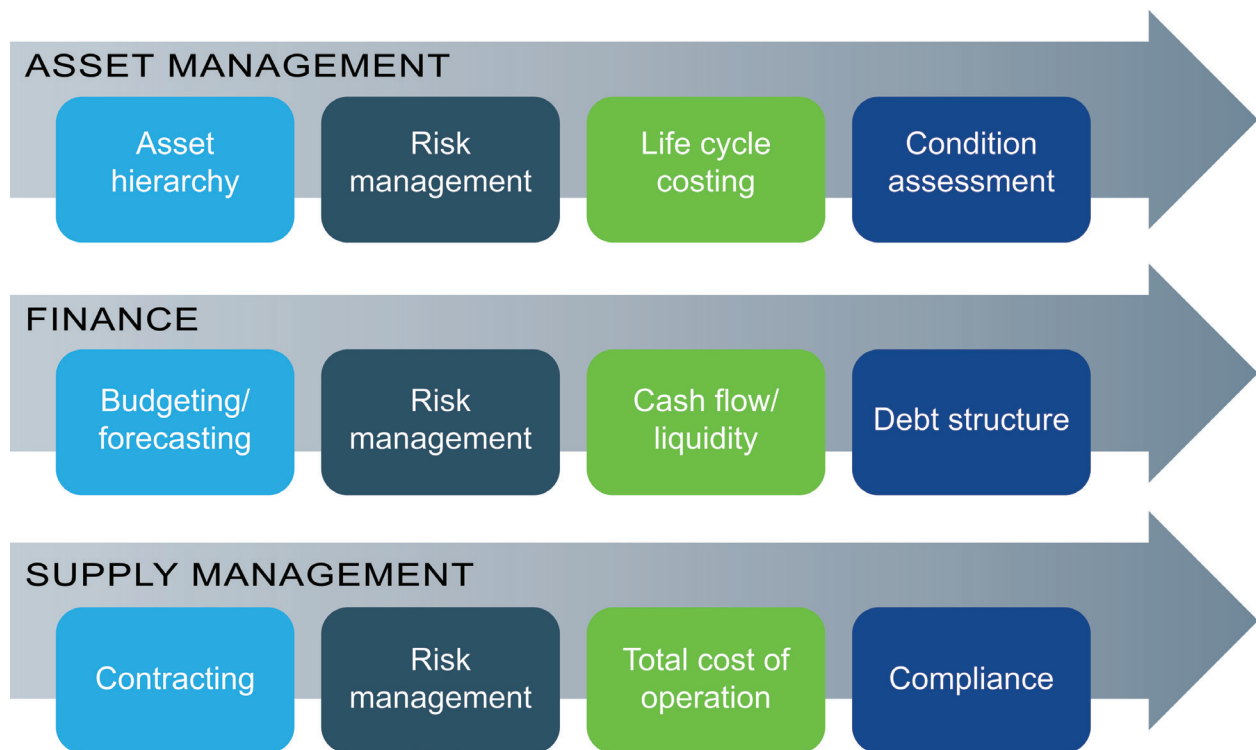 ASSET MANAGEMENT
Asset
hierarchy
Risk
management
Life cycle
costing
Condition
assessment
FINANCE
Budgeting/
forecasting
Risk
management
Cash flow/
liquidity
Debt structure
SUPPLY MANAGEMENT
Contracting
Risk
management
Total cost of
operation
Compliance